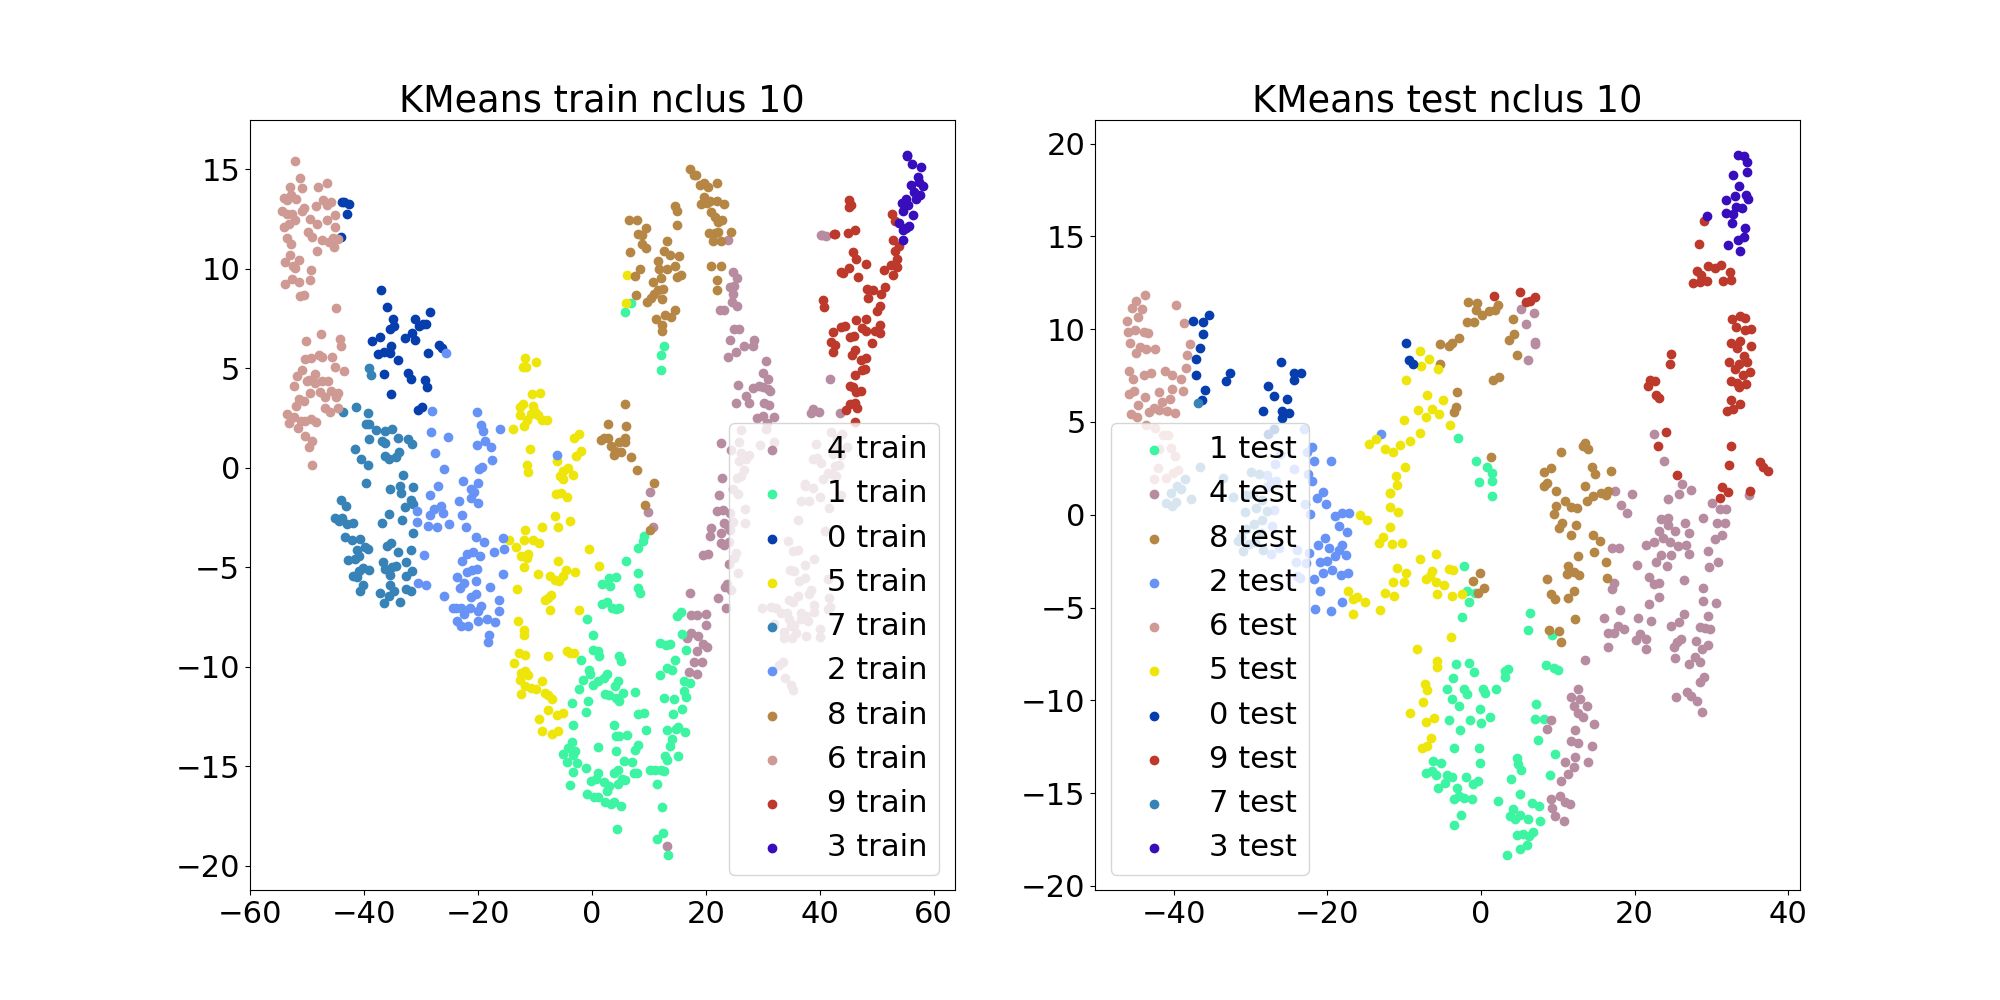 KMeans train nclus 10
15
10
5
0
−5
−10
−15
−20
−60 −40 −20 0 20 40 60
4 train
1 train
0 train
5 train
7 train
2 train
8 train
6 train
9 train
3 train
KMeans test nclus 10
20
15
10
5
0
−5
−10
−15
−20
−40 −20 0 20 40
1 test
4 test
8 test
2 test
6 test
5 test
0 test
9 test
7 test
3 test